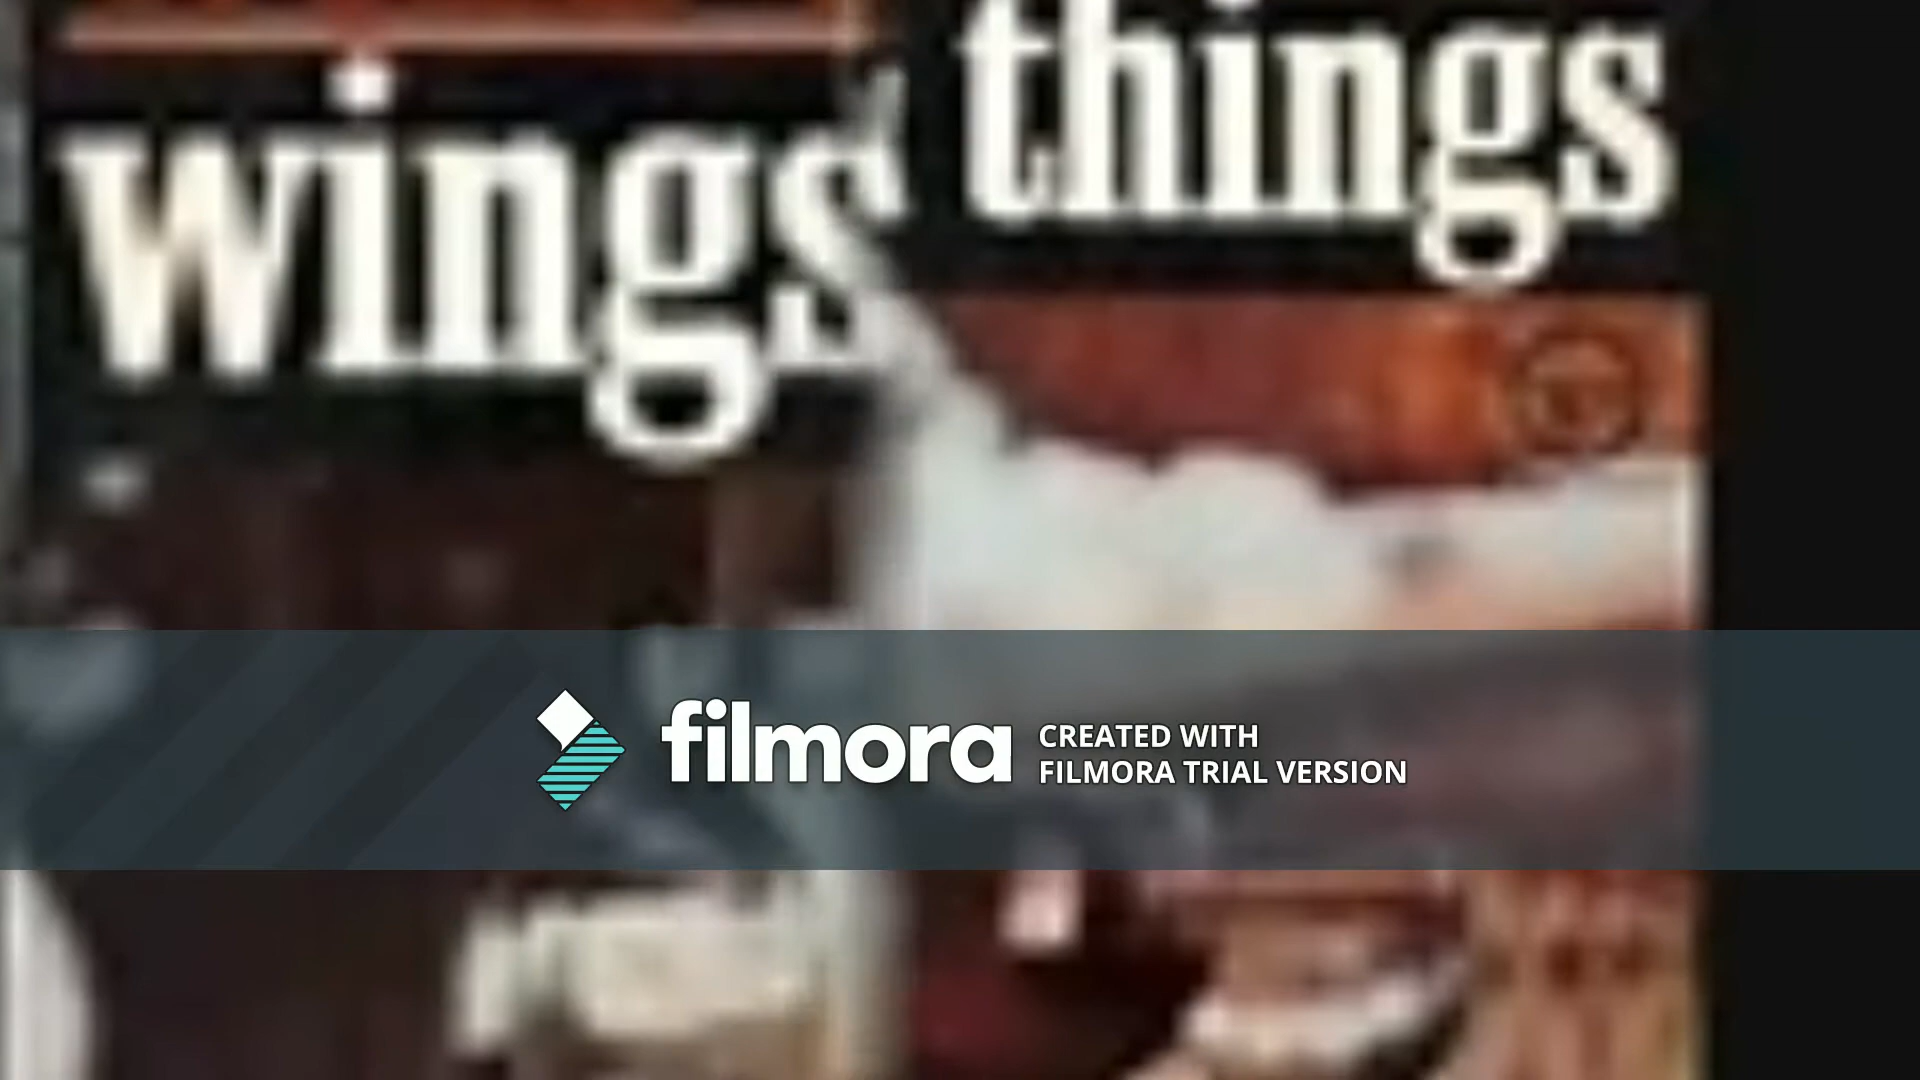 things
wings
filmora
CREATED WITH
FILMORA TRIAL VERSION